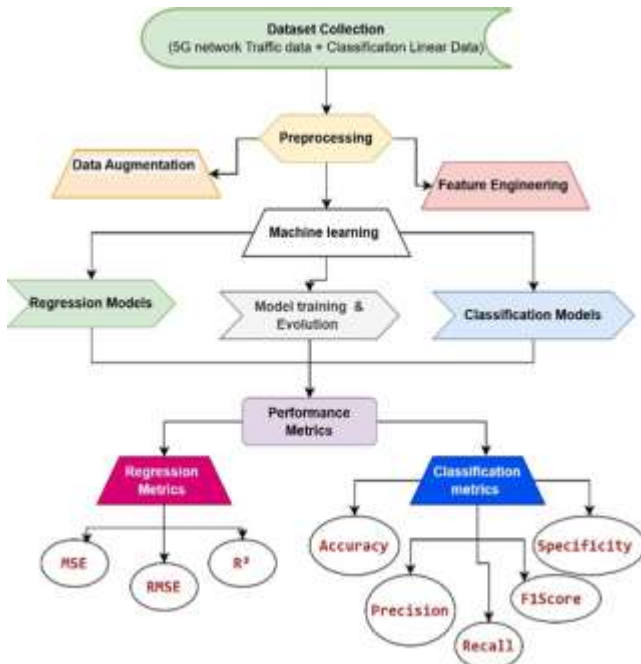 Dataset Collection
(5G network Traffic data + Classification Linear Data)
Preprocessing
Data Augmentation
Feature Engineering
Machine learning
Regression Models
Model training &
Evolution
Classification Models
Performance
Metrics
Regression
Metrics
Classification
metrics
MSE
RMSE
R²
Accuracy
Precision
Recall
F1Score
Specificity